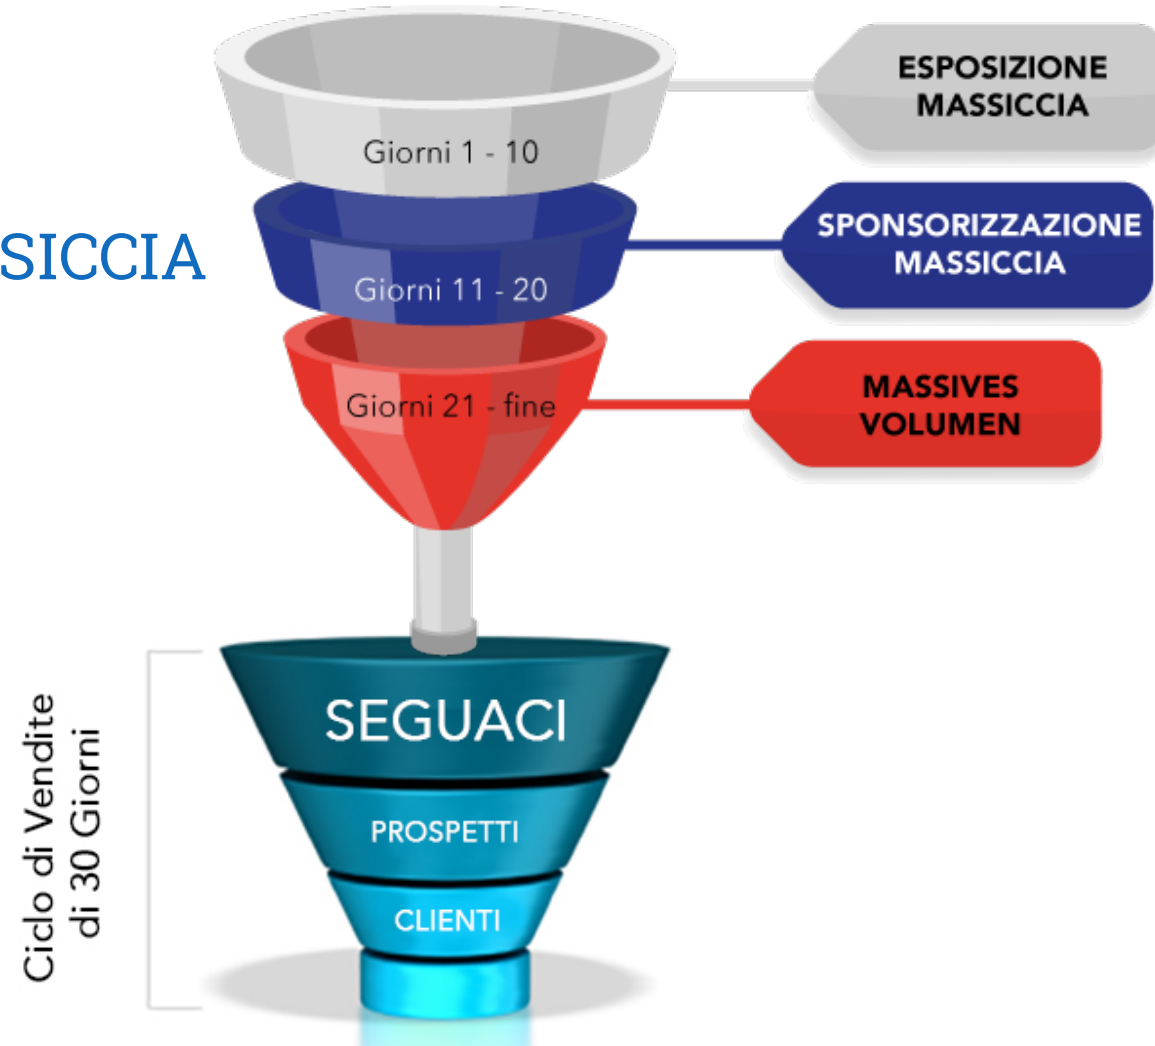 ESPOSIZIONE
MASSICCIA
Giorni 1 - 10
SICCIA
SPONSORIZZAZIONE
MASSICCIA
Giorni 11 - 20
MASSIVES
VOLUMEN
Giorni 21 - fine
Ciclo di Vendite
di 30 Giorni
SEGUACI
PROSPETTI
CLIENTI